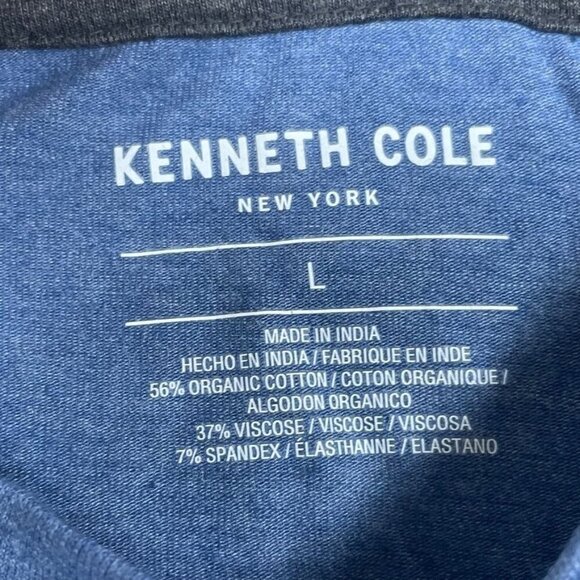 KENNETH COLE
NEW YORK
L
MADE IN INDIA
HECHO EN INDIA / FABRIQUE EN INDE
56% ORGANIC COTTON / COTON ORGANIQUE /
ALGODON ORGANICO
37% VISCOSE / VISCOSE / VISCOSA
7% SPANDEX / ÉLASTHANNE / ELASTANO